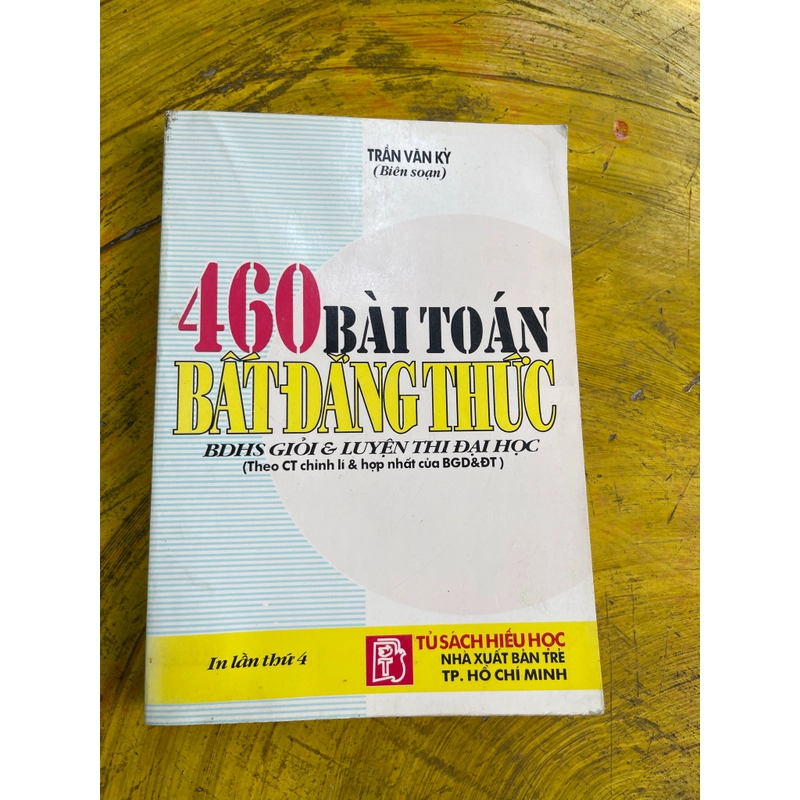 TRẦN VĂN KỶ
(Biên soạn)
460 BÀI TOÁN
BẤT ĐẲNG THỨC
BDHS GIỎI & LUYỆN THI ĐẠI HỌC
(Theo CT chỉnh lí & hợp nhất của BGD&ĐT)
In lần thứ 4
TỦ SÁCH HIẾU HỌC
NHÀ XUẤT BẢN TRẺ
TP. HỒ CHÍ MINH